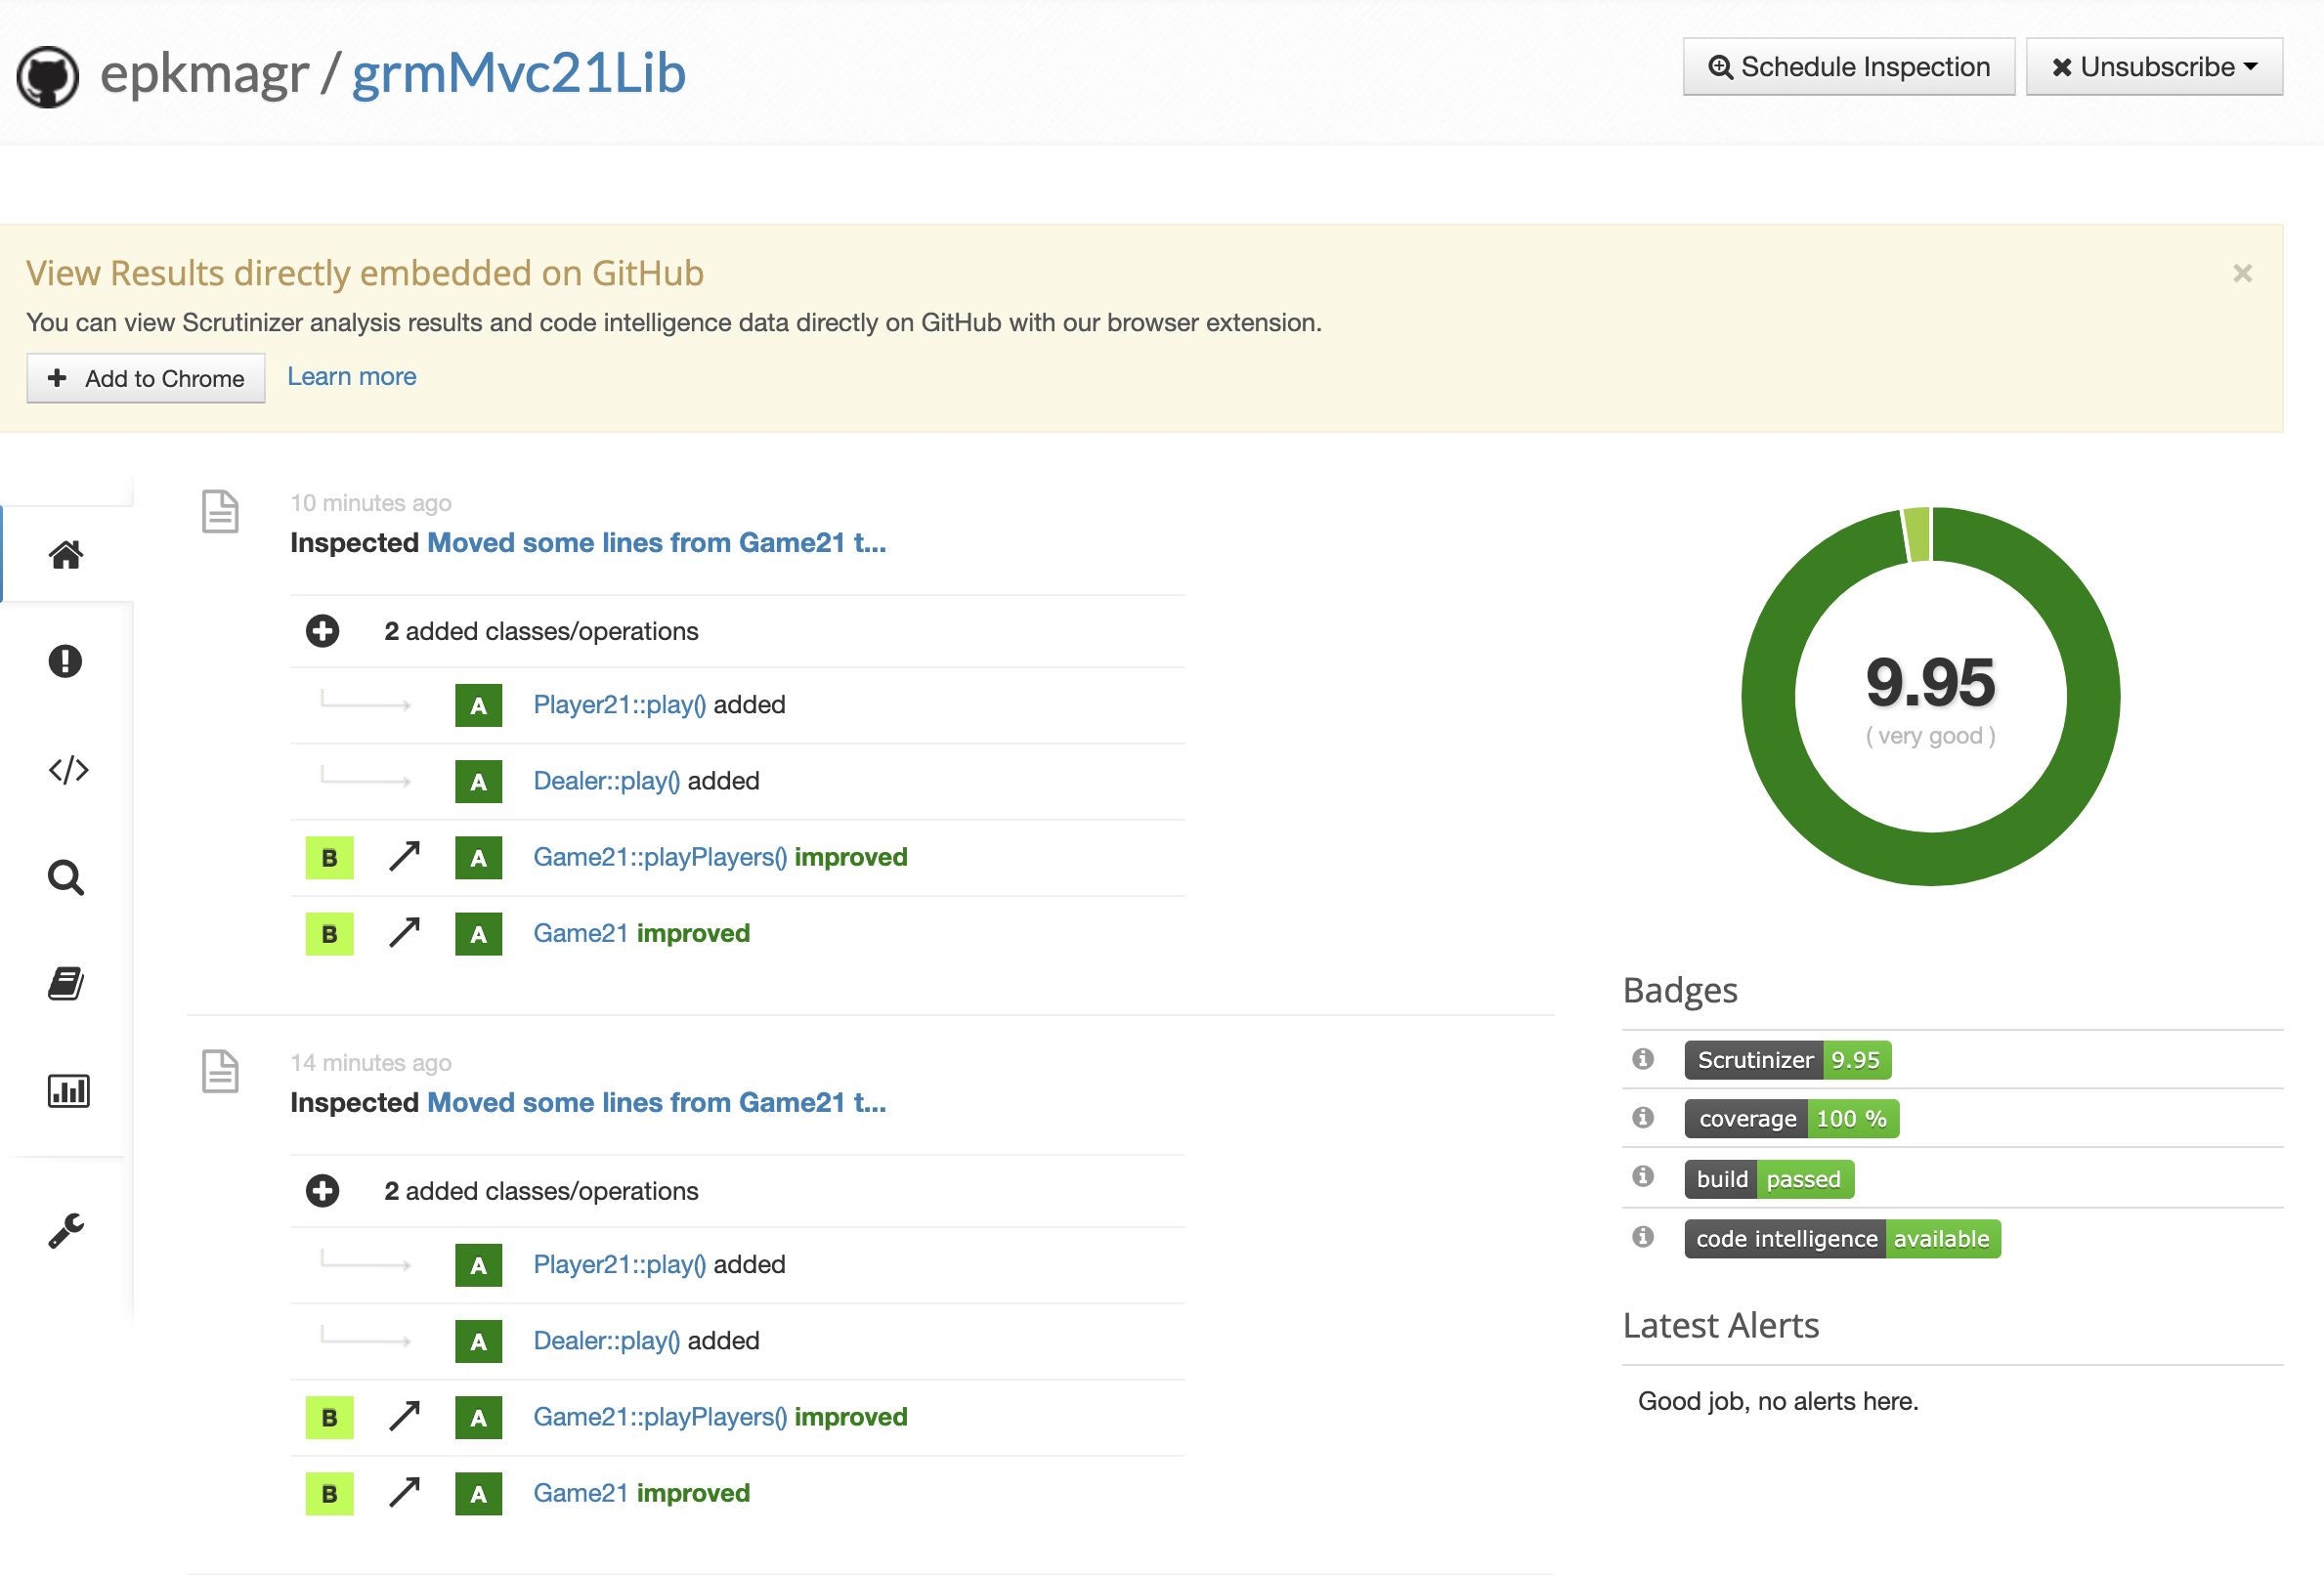 epkmagr / grmMvc21Lib
Schedule Inspection
Unsubscribe
View Results directly embedded on GitHub
You can view Scrutinizer analysis results and code intelligence data directly on GitHub with our browser extension.
Add to Chrome
Learn more
10 minutes ago
Inspected Moved some lines from Game21 t...
2 added classes/operations
A Player21::play() added
A Dealer::play() added
B A Game21::playPlayers() improved
B A Game21 improved
14 minutes ago
Inspected Moved some lines from Game21 t...
2 added classes/operations
A Player21::play() added
A Dealer::play() added
B A Game21::playPlayers() improved
B A Game21 improved
9.95
( very good )
Badges
Scrutinizer 9.95
coverage 100 %
build passed
code intelligence available
Latest Alerts
Good job, no alerts here.